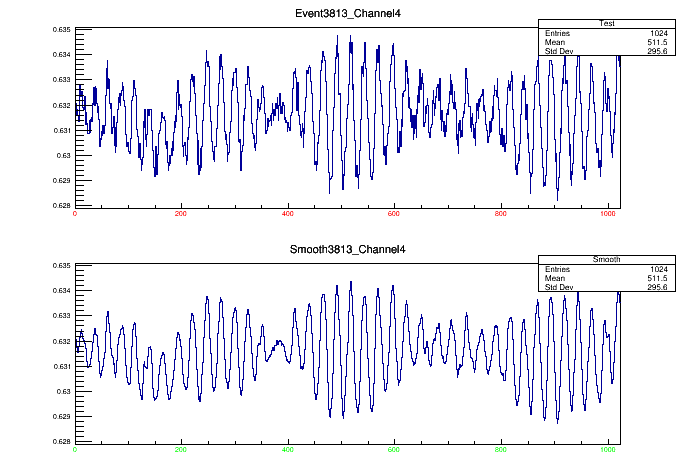 Event3813_Channel4
Test
Entries 1024
Mean 511.5
Std Dev 295.6
0.635
0.634
0.633
0.632
0.631
0.63
0.629
0.628
0 200 400 600 800 1000
Smooth3813_Channel4
Smooth
Entries 1024
Mean 511.5
Std Dev 295.6
0.635
0.634
0.633
0.632
0.631
0.63
0.629
0.628
0 200 400 600 800 1000